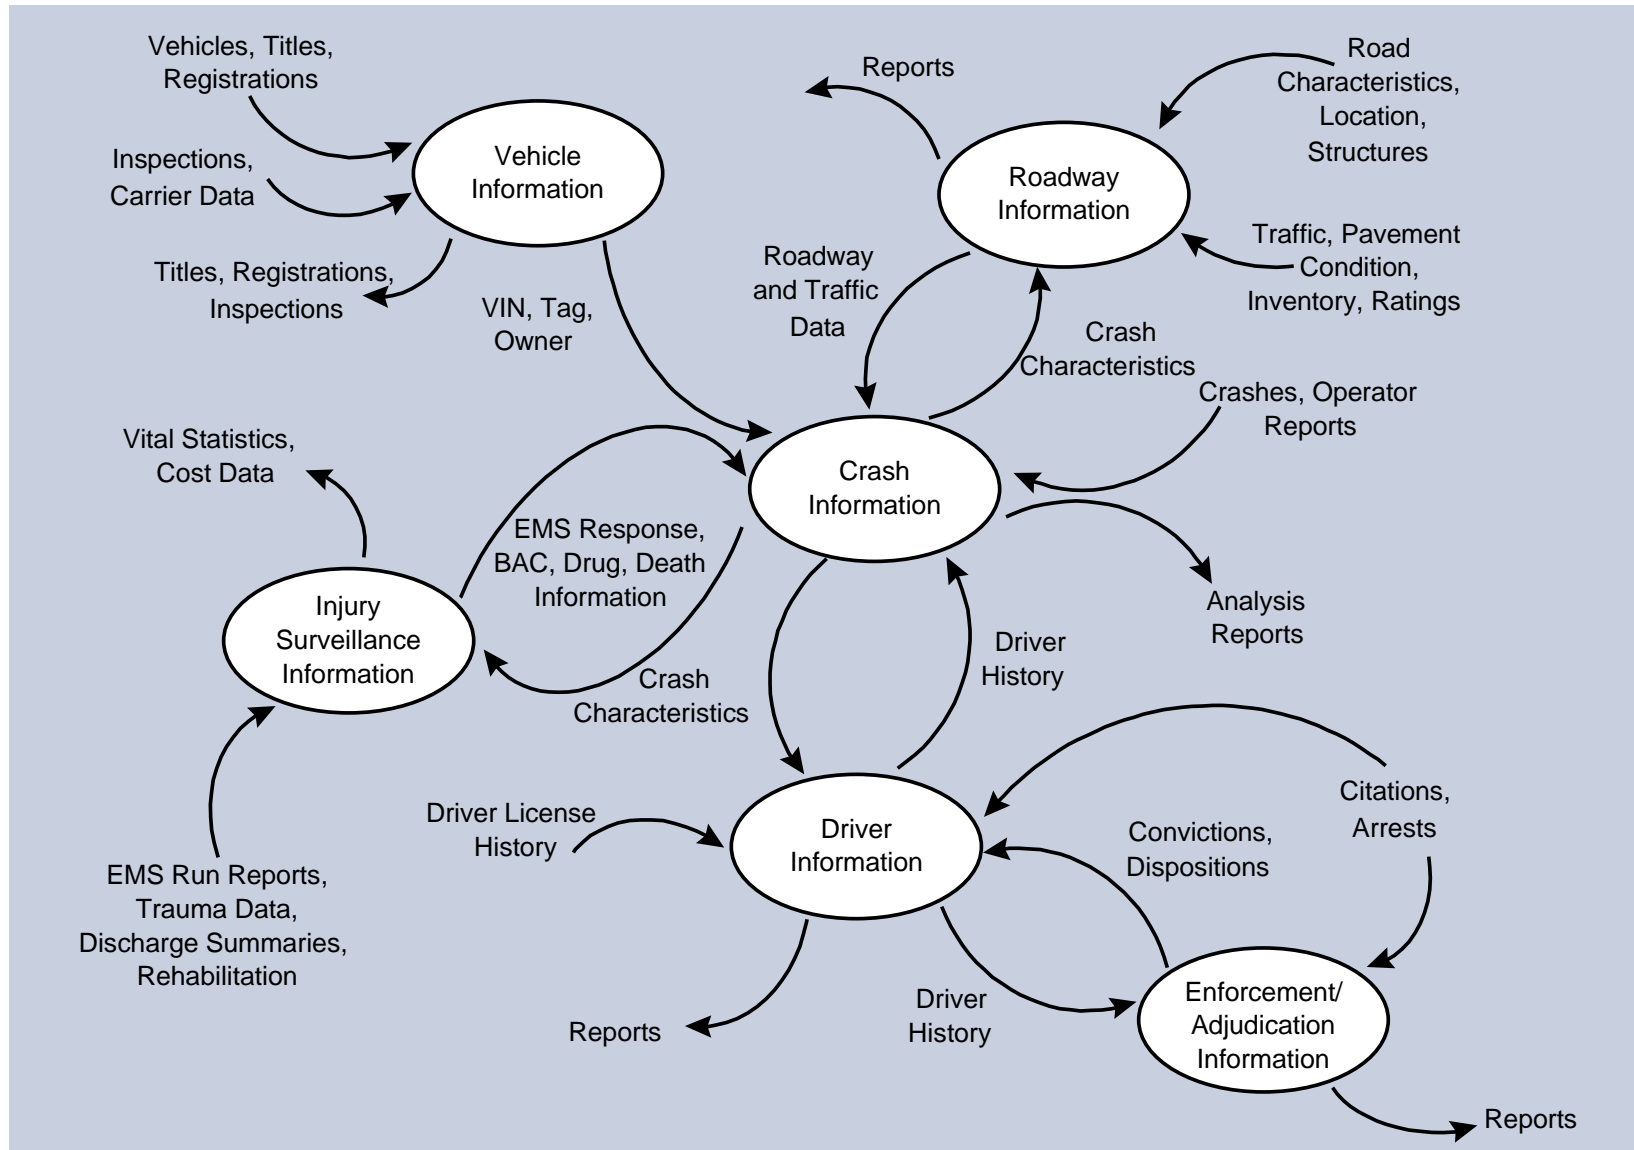 Vehicles, Titles,
Registrations
Inspections,
Carrier Data
Titles, Registrations,
Inspections
Vehicle
Information
VIN, Tag,
Owner
Reports
Road
Characteristics,
Location,
Structures
Roadway
Information
Traffic, Pavement
Condition,
Inventory, Ratings
Roadway
and Traffic
Data
Crash
Characteristics
Crashes, Operator
Reports
Vital Statistics,
Cost Data
Crash
Information
EMS Response,
BAC, Drug, Death
Information
Analysis
Reports
Injury
Surveillance
Information
Crash
Characteristics
Driver
History
EMS Run Reports,
Trauma Data,
Discharge Summaries,
Rehabilitation
Driver License
History
Driver
Information
Convictions,
Dispositions
Citations,
Arrests
Reports
Driver
History
Enforcement/
Adjudication
Information
Reports